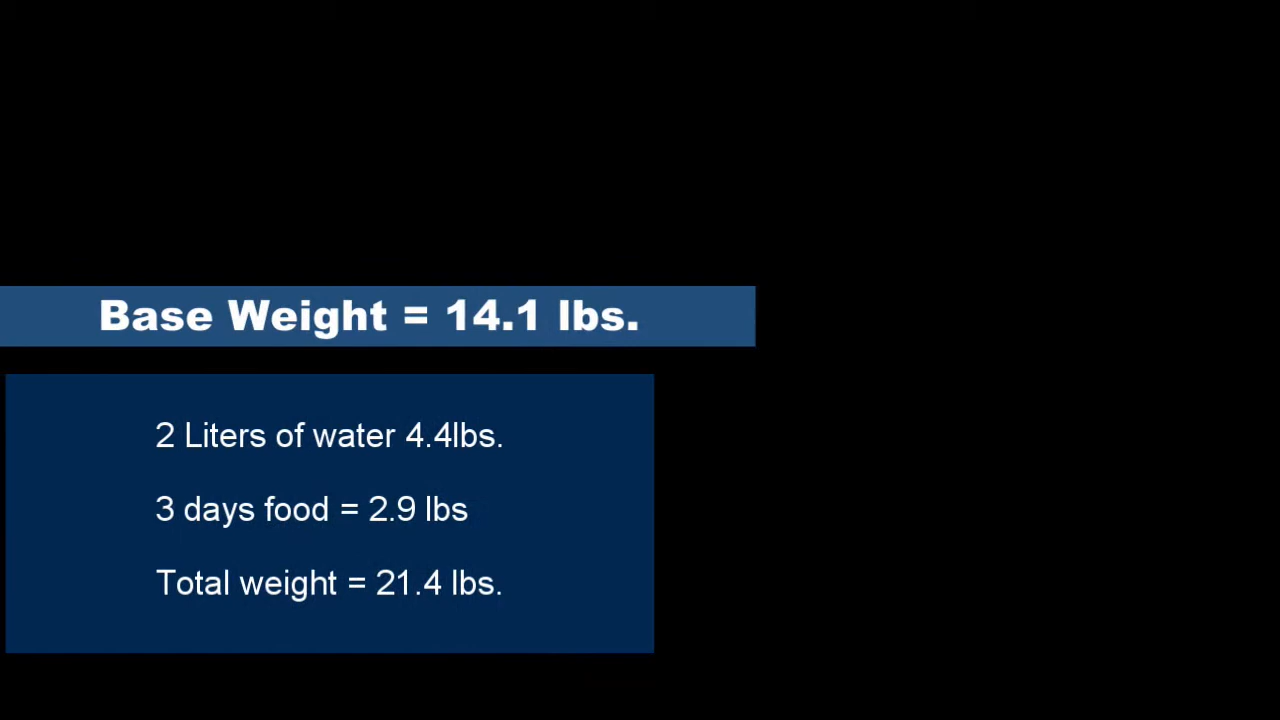 Base Weight = 14.1 lbs.
2 Liters of water 4.4lbs.
3 days food = 2.9 lbs
Total weight = 21.4 lbs.